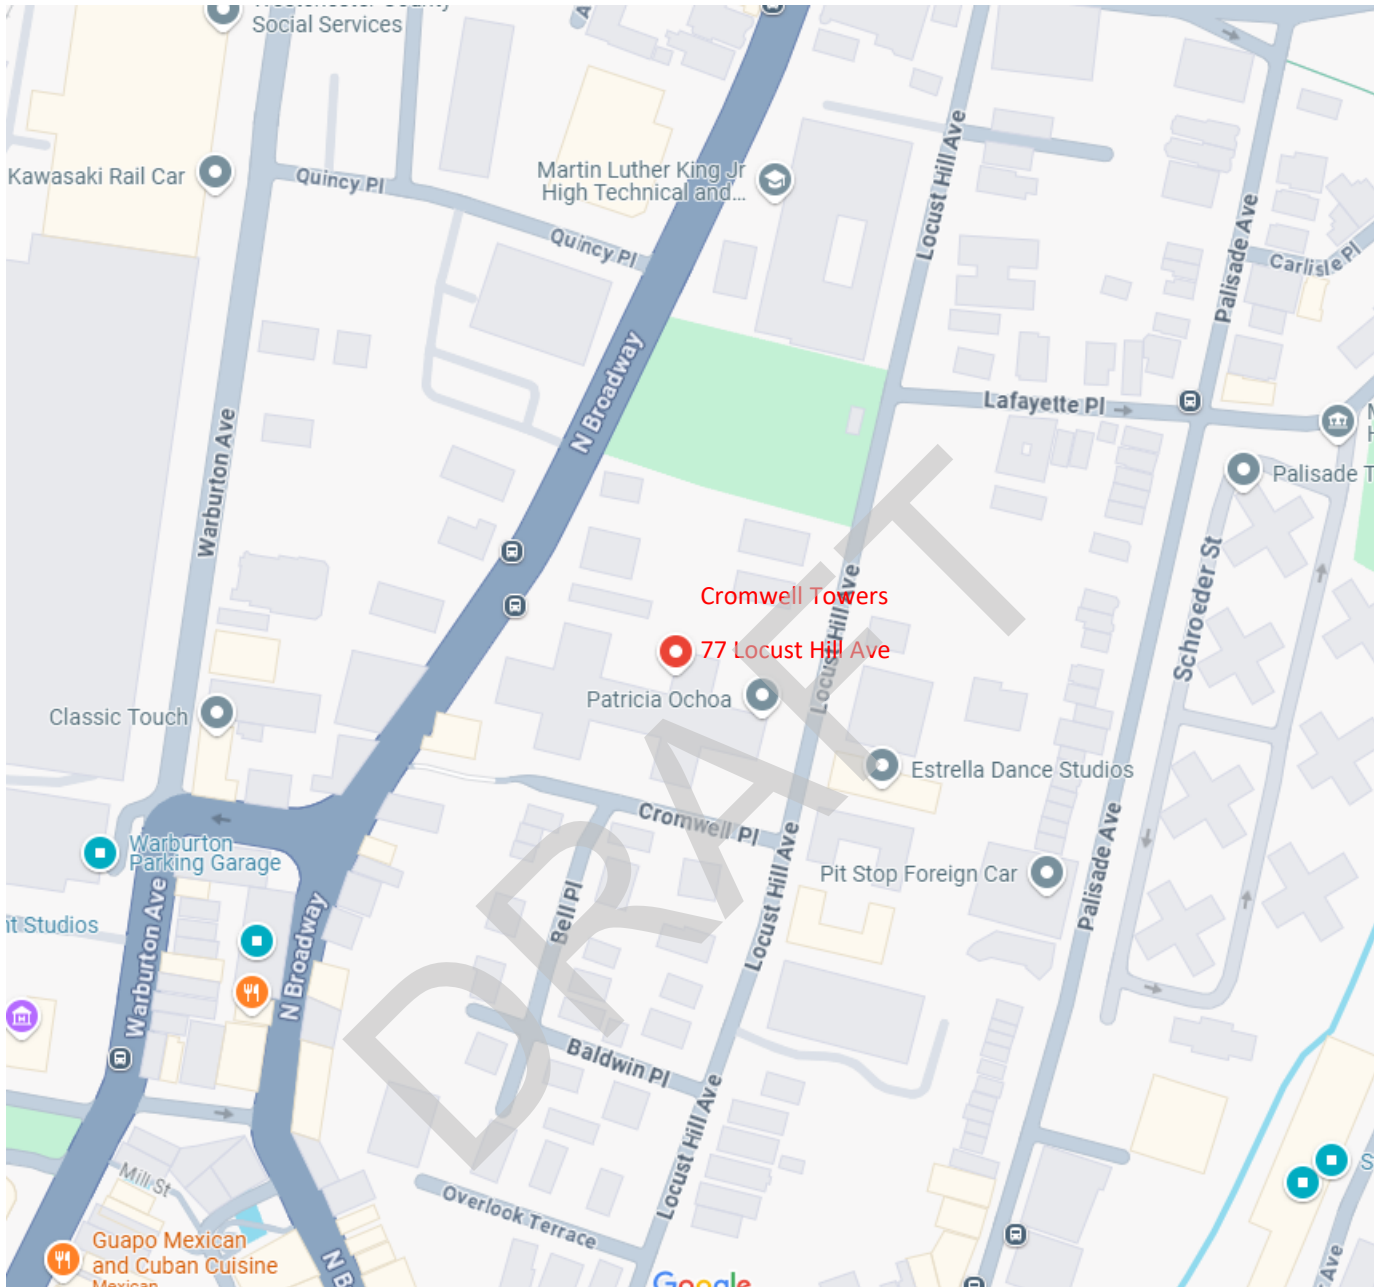 Social Services
Kawasaki Rail Car
Quincy Pl
Martin Luther King Jr
High Technical and...
Quincy Pl
Locust Hill Ave
Palisade Ave
Carlisle Pl
N Broadway
Lafayette Pl
Warburton Ave
Palisade T
Schroeder St
Cromwell Towers
77 Locust Hill Ave
Locust Hill Ave
Patricia Ochoa
Classic Touch
Estrella Dance Studios
Cromwell Pl
Warburton
Parking Garage
Pit Stop Foreign Car
Locust Hill Ave
Palisade Ave
Bell Pl
nt Studios
Warburton Ave
N Broadway
Baldwin Pl
Locust Hill Ave
Mill St
Overlook Terrace
Guapo Mexican
and Cuban Cuisine
Mexican
N B
Google
Ave
DRAFT